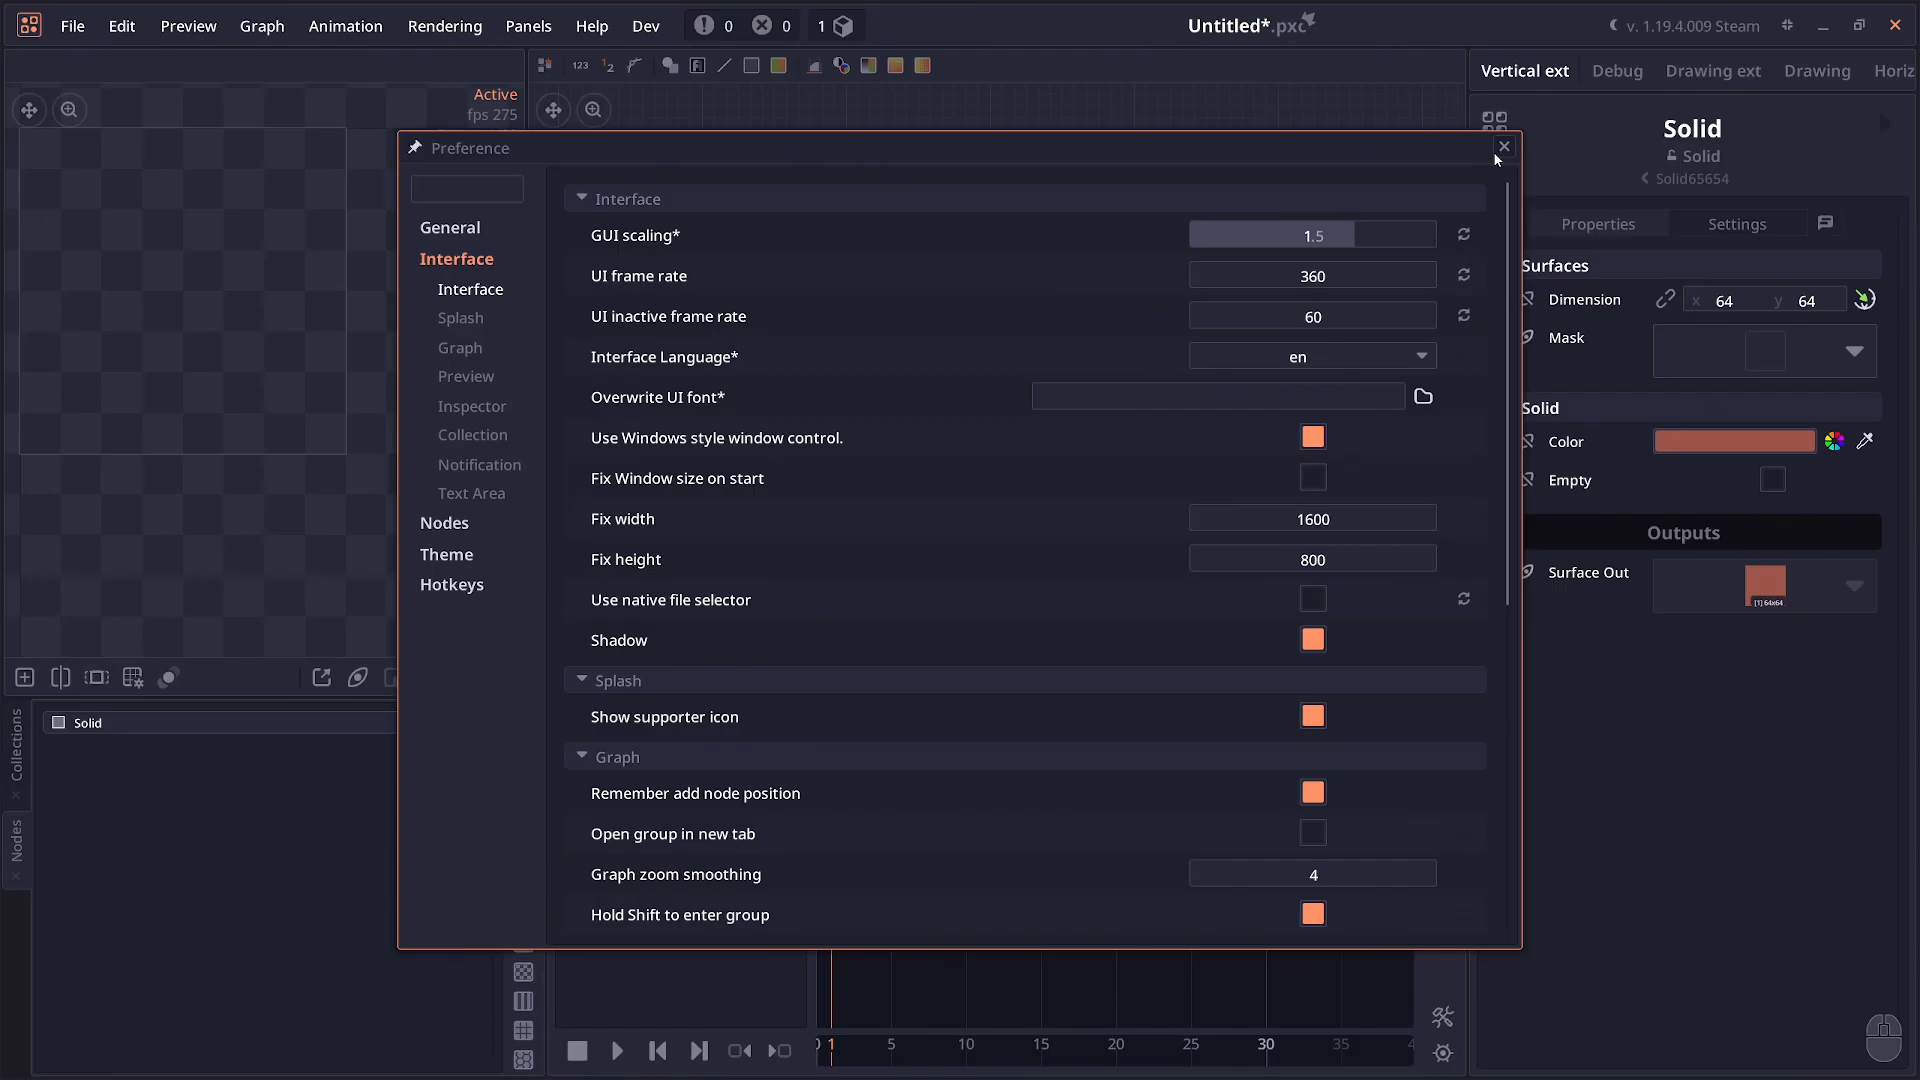 File Edit Preview Graph Animation Rendering Panels Help Dev 0 0 1 Untitled*.pxc v. 1.19.4.009 Steam
Vertical ext Debug Drawing ext Drawing Horiz
123
Active
fps 275
Preference
General
Interface
Interface
Splash
Graph
Preview
Inspector
Collection
Notification
Text Area
Nodes
Theme
Hotkeys
Interface
GUI scaling* 1.5
UI frame rate 360
UI inactive frame rate 60
Interface Language* en
Overwrite UI font*
Use Windows style window control.
Fix Window size on start
Fix width 1600
Fix height 800
Use native file selector
Shadow
Splash
Show supporter icon
Graph
Remember add node position
Open group in new tab
Graph zoom smoothing 4
Hold Shift to enter group
Solid
Solid
Solid65654
Properties Settings
Surfaces
Dimension x 64 y 64
Mask
Solid
Color
Empty
Outputs
Surface Out
[1] 64x64
Collections
Nodes
Solid
1 5 10 15 20 25 30 35